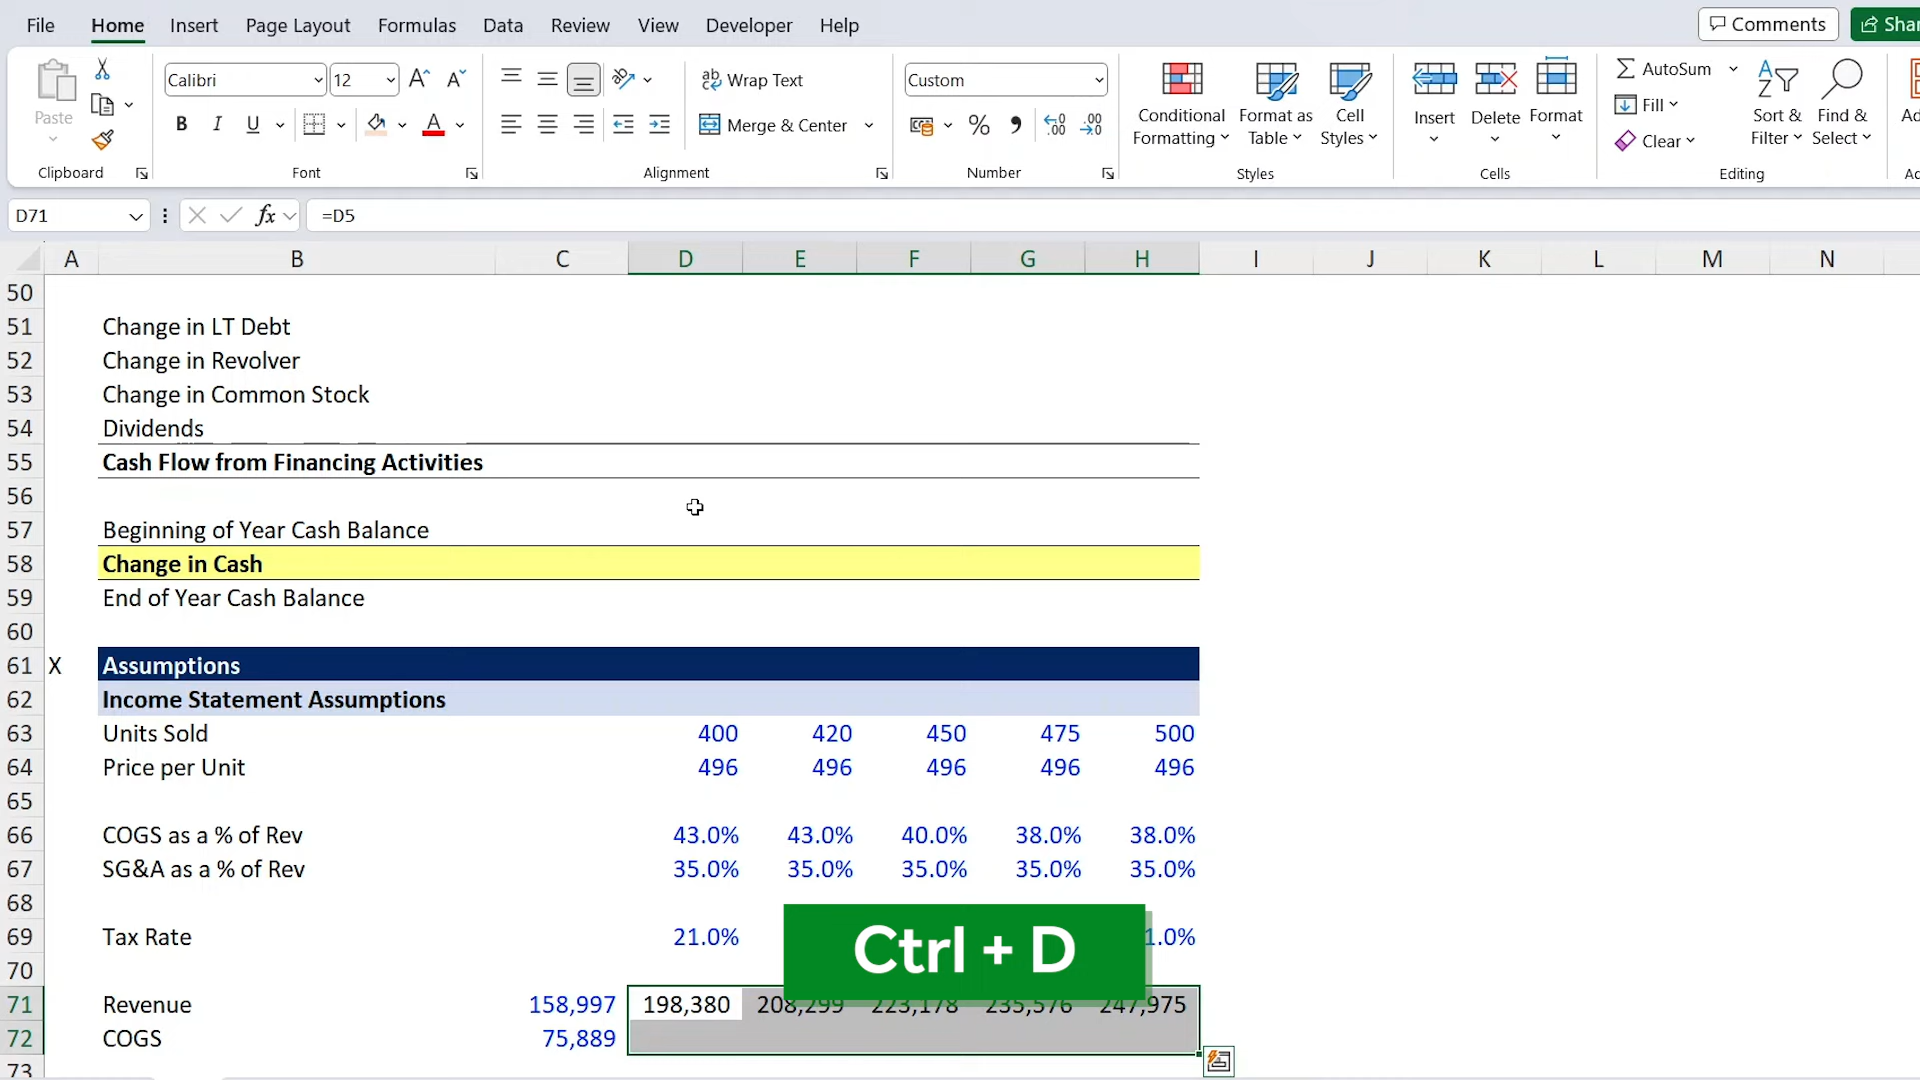 File Home Insert Page Layout Formulas Data Review View Developer Help Comments
Calibri 12 A A ab Wrap Text Custom AutoSum
Paste B I U A Merge & Center % , .00 .00 Conditional Formatting Format as Table Cell Styles Insert Delete Format Fill Clear Sort & Filter Find & Select
Clipboard Font Alignment Number Styles Cells Editing
D71 fx =D5
A B C D E F G H I J K L M N
50
51 Change in LT Debt
52 Change in Revolver
53 Change in Common Stock
54 Dividends
55 Cash Flow from Financing Activities
56
57 Beginning of Year Cash Balance
58 Change in Cash
59 End of Year Cash Balance
60
61 X Assumptions
62 Income Statement Assumptions
63 Units Sold 400 420 450 475 500
64 Price per Unit 496 496 496 496 496
65
66 COGS as a % of Rev 43.0% 43.0% 40.0% 38.0% 38.0%
67 SG&A as a % of Rev 35.0% 35.0% 35.0% 35.0% 35.0%
68
69 Tax Rate 21.0% 1.0%
Ctrl + D
70
71 Revenue 158,997 198,380 208,299 223,178 235,576 247,975
72 COGS 75,889
73